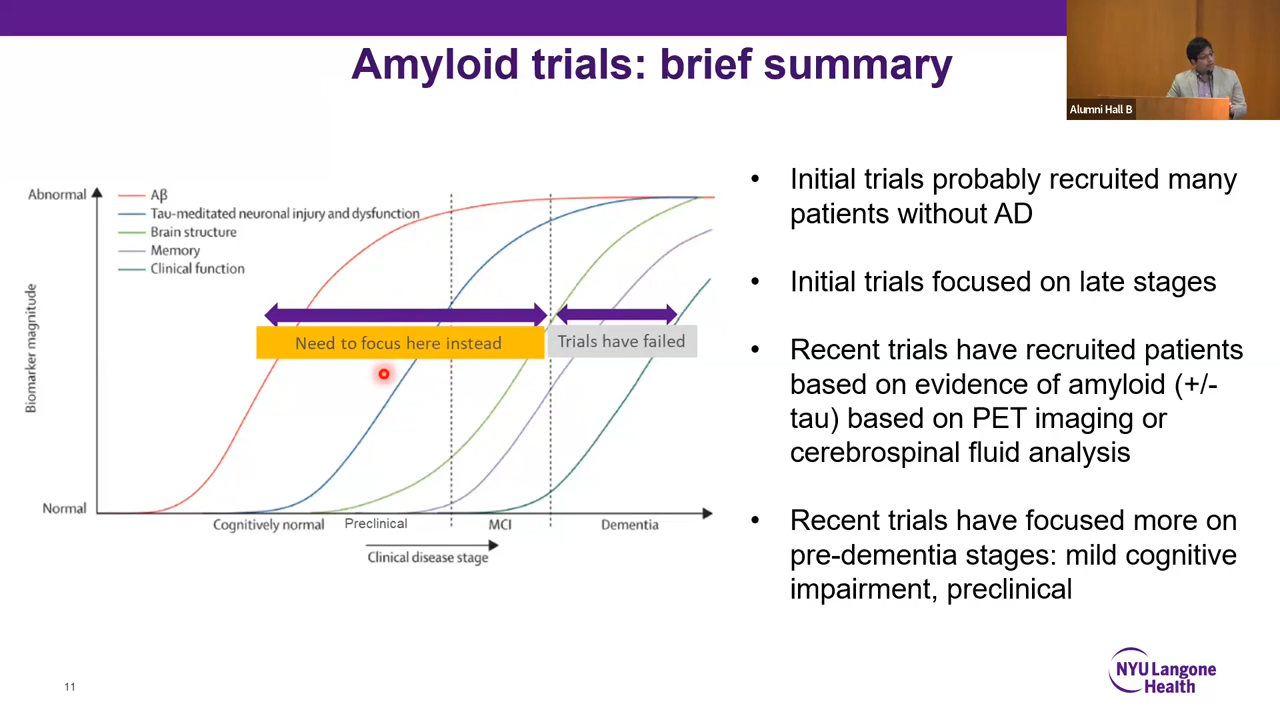 Amyloid trials: brief summary
Alumni Hall B
Abnormal
Aβ
Tau-meditated neuronal injury and dysfunction
Brain structure
Memory
Clinical function
Biomarker magnitude
Need to focus here instead
Trials have failed
Normal
Cognitively normal
Preclinical
MCI
Dementia
Clinical disease stage
• Initial trials probably recruited many
patients without AD
• Initial trials focused on late stages
• Recent trials have recruited patients
based on evidence of amyloid (+/-
tau) based on PET imaging or
cerebrospinal fluid analysis
• Recent trials have focused more on
pre-dementia stages: mild cognitive
impairment, preclinical
11
NYU Langone
Health